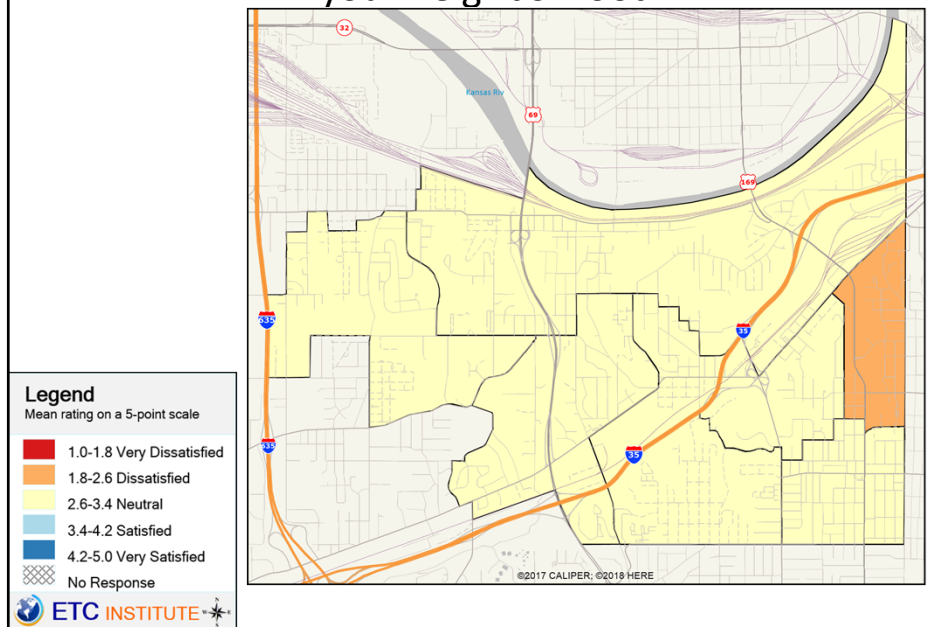 32
Kansas Riv
69
169
635
35
635
35
Legend
Mean rating on a 5-point scale
1.0-1.8 Very Dissatisfied
1.8-2.6 Dissatisfied
2.6-3.4 Neutral
3.4-4.2 Satisfied
4.2-5.0 Very Satisfied
No Response
©2017 CALIPER; ©2018 HERE
ETC INSTITUTE